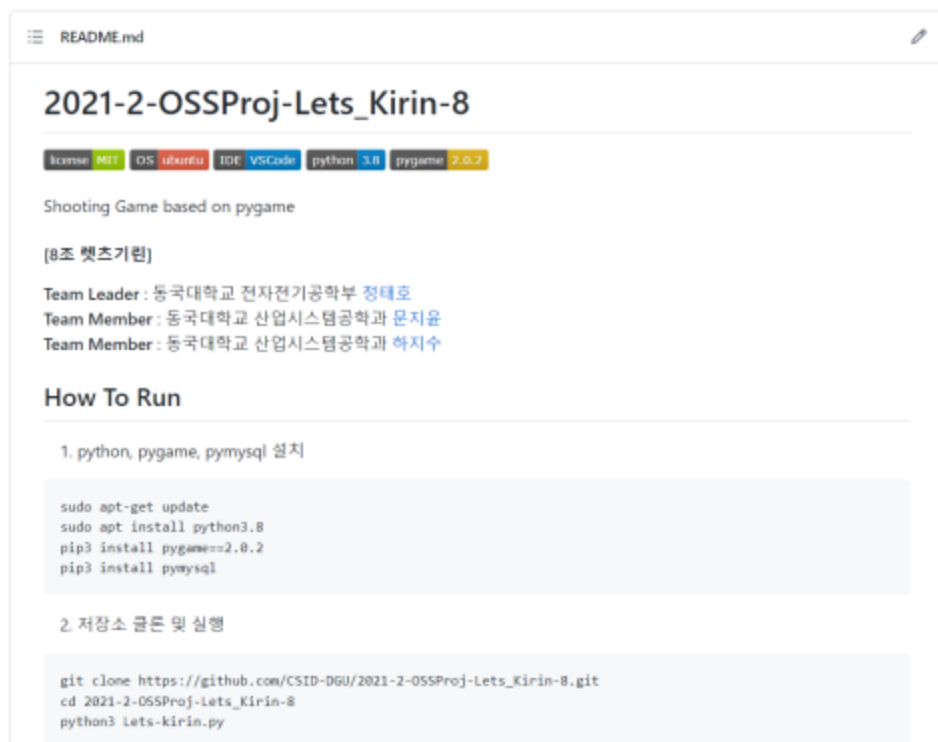 README.md
2021-2-OSSProj-Lets_Kirin-8
license MIT OS ubuntu IDE VSCode python 3.8 pygame 2.0.2
Shooting Game based on pygame
[8조 렛츠기린]
Team Leader : 동국대학교 전자전기공학부 정태호
Team Member : 동국대학교 산업시스템공학과 문지윤
Team Member : 동국대학교 산업시스템공학과 하지수
How To Run
1. python, pygame, pymysql 설치
sudo apt-get update
sudo apt install python3.8
pip3 install pygame==2.0.2
pip3 install pymysql
2. 저장소 클론 및 실행
git clone https://github.com/CSID-DGU/2021-2-OSSProj-Lets_Kirin-8.git
cd 2021-2-OSSProj-Lets_Kirin-8
python3 Lets-kirin.py